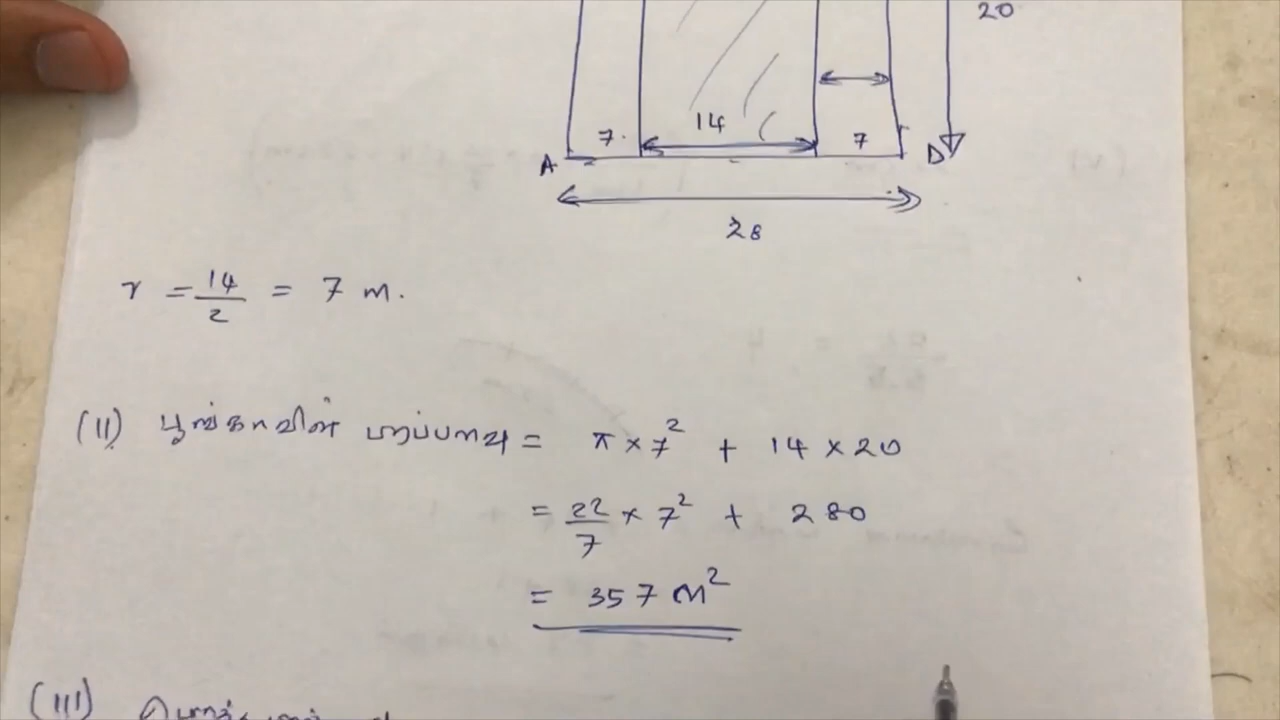 20
7. 14 7
A D
28
r = 14/2 = 7 m.
(II) பூங்காவின் பரப்பளவு = π × 7² + 14 × 20
= 22/7 × 7² + 280
= 357 m²
(III)